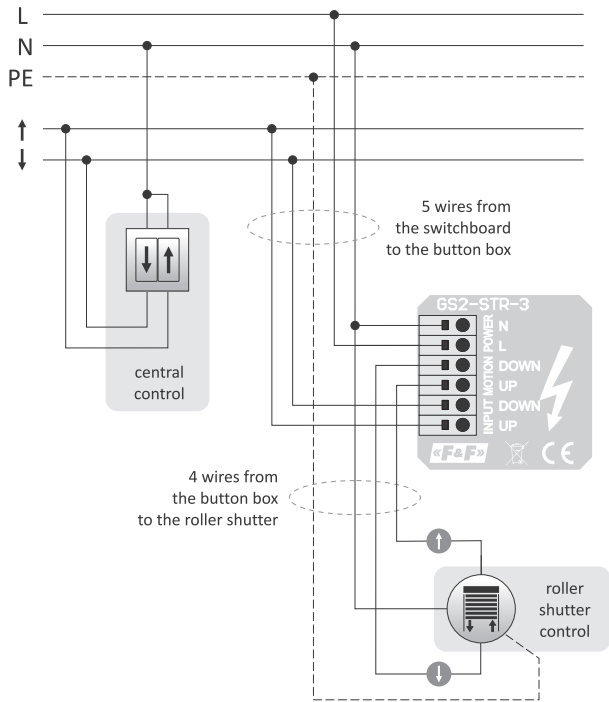 L
N
PE
↑
↓
5 wires from
the switchboard
to the button box
central
control
GS2-STR-3
POWER
N
L
MOTION
DOWN
UP
INPUT
DOWN
UP
«F&F»
CE
4 wires from
the button box
to the roller shutter
roller
shutter
control